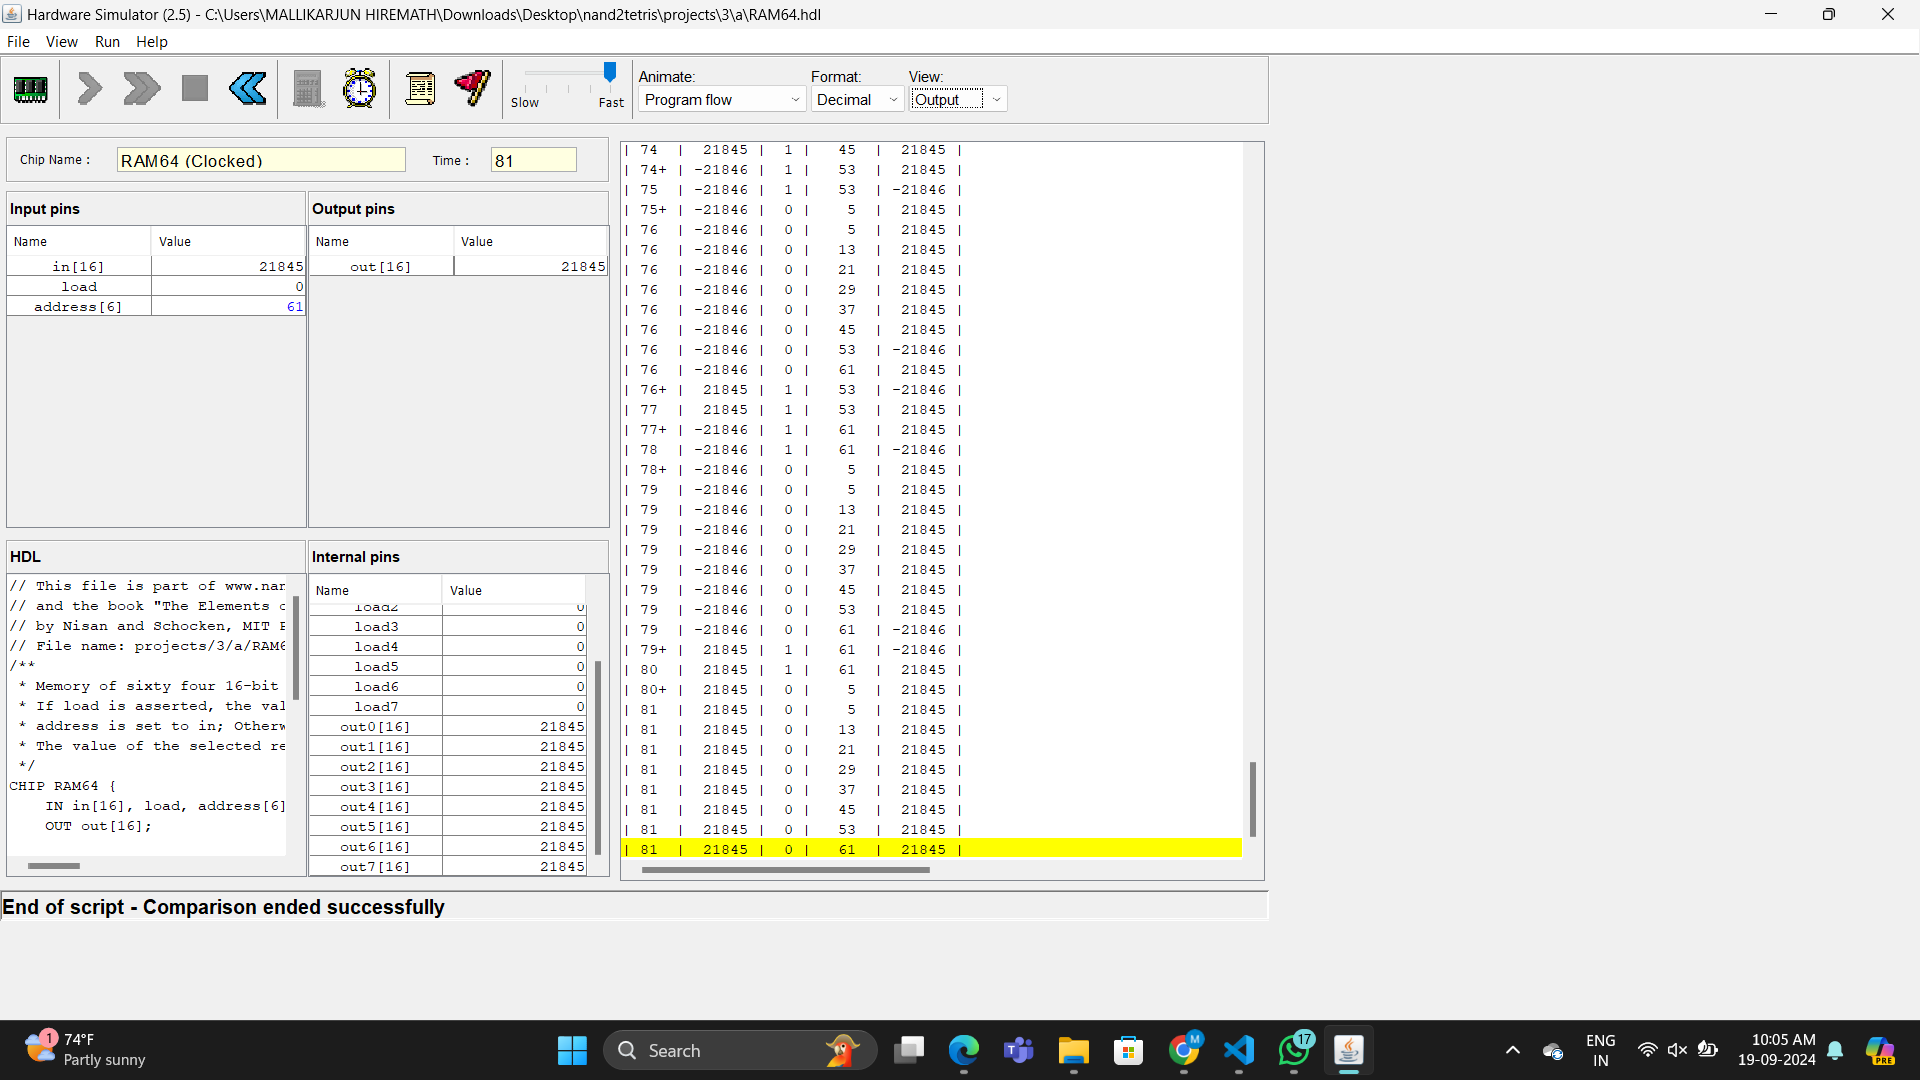 Hardware Simulator (2.5) - C:\Users\MALLIKARJUN HIREMATH\Downloads\Desktop\nand2tetris\projects\3\a\RAM64.hdl
File View Run Help
Slow Fast
Animate: Format: View:
Program flow Decimal Output
Chip Name : RAM64 (Clocked) Time : 81
Input pins
Name Value
in[16] 21845
load 0
address[6] 61
Output pins
Name Value
out[16] 21845
HDL
// This file is part of www.nan
// and the book "The Elements o
// by Nisan and Schocken, MIT P
// File name: projects/3/a/RAM6
/**
* Memory of sixty four 16-bit
* If load is asserted, the val
* address is set to in; Otherw
* The value of the selected re
*/
CHIP RAM64 {
IN in[16], load, address[6]
OUT out[16];
Internal pins
Name Value
load2 0
load3 0
load4 0
load5 0
load6 0
load7 0
out0[16] 21845
out1[16] 21845
out2[16] 21845
out3[16] 21845
out4[16] 21845
out5[16] 21845
out6[16] 21845
out7[16] 21845
| 74 | 21845 | 1 | 45 | 21845 |
| 74+ | -21846 | 1 | 53 | 21845 |
| 75 | -21846 | 1 | 53 | -21846 |
| 75+ | -21846 | 0 | 5 | 21845 |
| 76 | -21846 | 0 | 5 | 21845 |
| 76 | -21846 | 0 | 13 | 21845 |
| 76 | -21846 | 0 | 21 | 21845 |
| 76 | -21846 | 0 | 29 | 21845 |
| 76 | -21846 | 0 | 37 | 21845 |
| 76 | -21846 | 0 | 45 | 21845 |
| 76 | -21846 | 0 | 53 | -21846 |
| 76 | -21846 | 0 | 61 | 21845 |
| 76+ | 21845 | 1 | 53 | -21846 |
| 77 | 21845 | 1 | 53 | 21845 |
| 77+ | -21846 | 1 | 61 | 21845 |
| 78 | -21846 | 1 | 61 | -21846 |
| 78+ | -21846 | 0 | 5 | 21845 |
| 79 | -21846 | 0 | 5 | 21845 |
| 79 | -21846 | 0 | 13 | 21845 |
| 79 | -21846 | 0 | 21 | 21845 |
| 79 | -21846 | 0 | 29 | 21845 |
| 79 | -21846 | 0 | 37 | 21845 |
| 79 | -21846 | 0 | 45 | 21845 |
| 79 | -21846 | 0 | 53 | 21845 |
| 79 | -21846 | 0 | 61 | -21846 |
| 79+ | 21845 | 1 | 61 | -21846 |
| 80 | 21845 | 1 | 61 | 21845 |
| 80+ | 21845 | 0 | 5 | 21845 |
| 81 | 21845 | 0 | 5 | 21845 |
| 81 | 21845 | 0 | 13 | 21845 |
| 81 | 21845 | 0 | 21 | 21845 |
| 81 | 21845 | 0 | 29 | 21845 |
| 81 | 21845 | 0 | 37 | 21845 |
| 81 | 21845 | 0 | 45 | 21845 |
| 81 | 21845 | 0 | 53 | 21845 |
| 81 | 21845 | 0 | 61 | 21845 |
End of script - Comparison ended successfully
1
74°F
Partly sunny
Search
M
17
ENG
IN
10:05 AM
19-09-2024
PRE